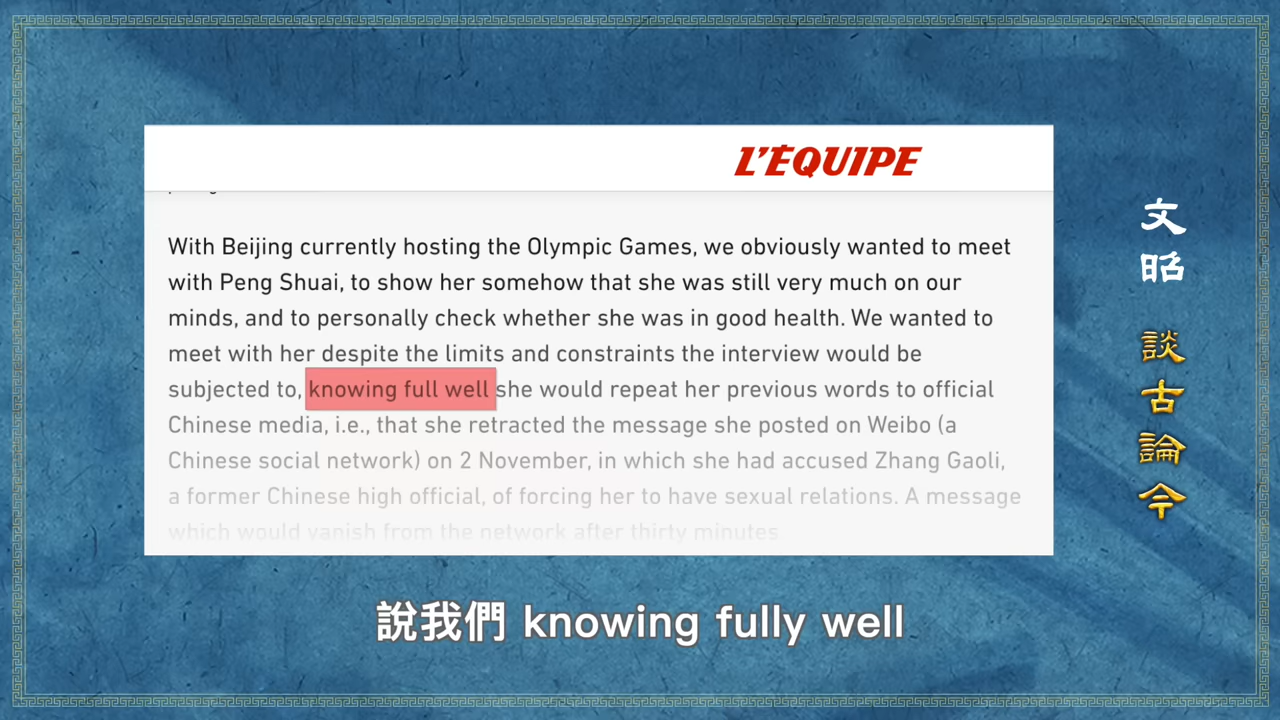 L'ÉQUIPE
With Beijing currently hosting the Olympic Games, we obviously wanted to meet
with Peng Shuai, to show her somehow that she was still very much on our
minds, and to personally check whether she was in good health. We wanted to
meet with her despite the limits and constraints the interview would be
subjected to, knowing full well she would repeat her previous words to official
Chinese media, i.e., that she retracted the message she posted on Weibo (a
Chinese social network) on 2 November, in which she had accused Zhang Gaoli,
a former Chinese high official, of forcing her to have sexual relations. A message
which would vanish from the network after thirty minutes
文昭 談古論今
說我們 knowing fully well